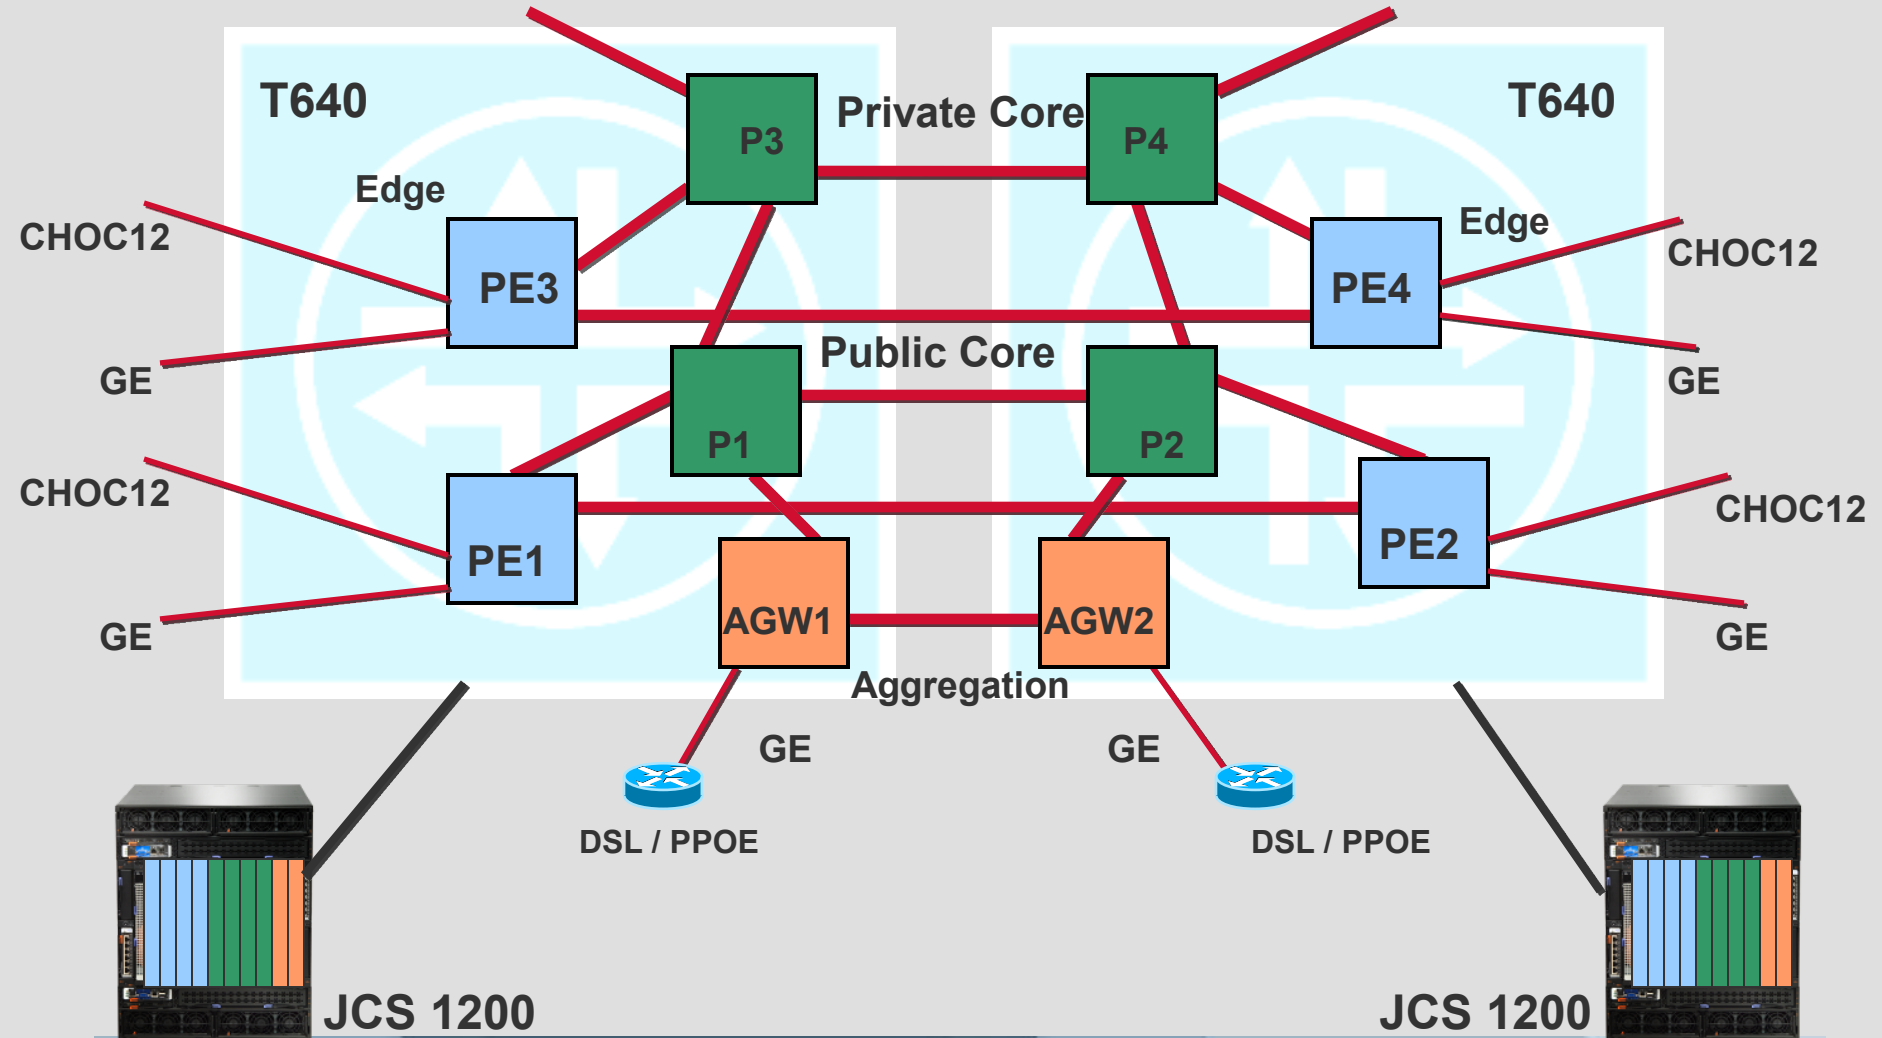 T640
Private Core
T640
P3
P4
Edge
Edge
CHOC12
CHOC12
PE3
PE4
Public Core
GE
GE
P1
P2
CHOC12
CHOC12
PE1
PE2
AGW1
AGW2
GE
GE
Aggregation
GE
GE
DSL / PPOE
DSL / PPOE
JCS 1200
JCS 1200